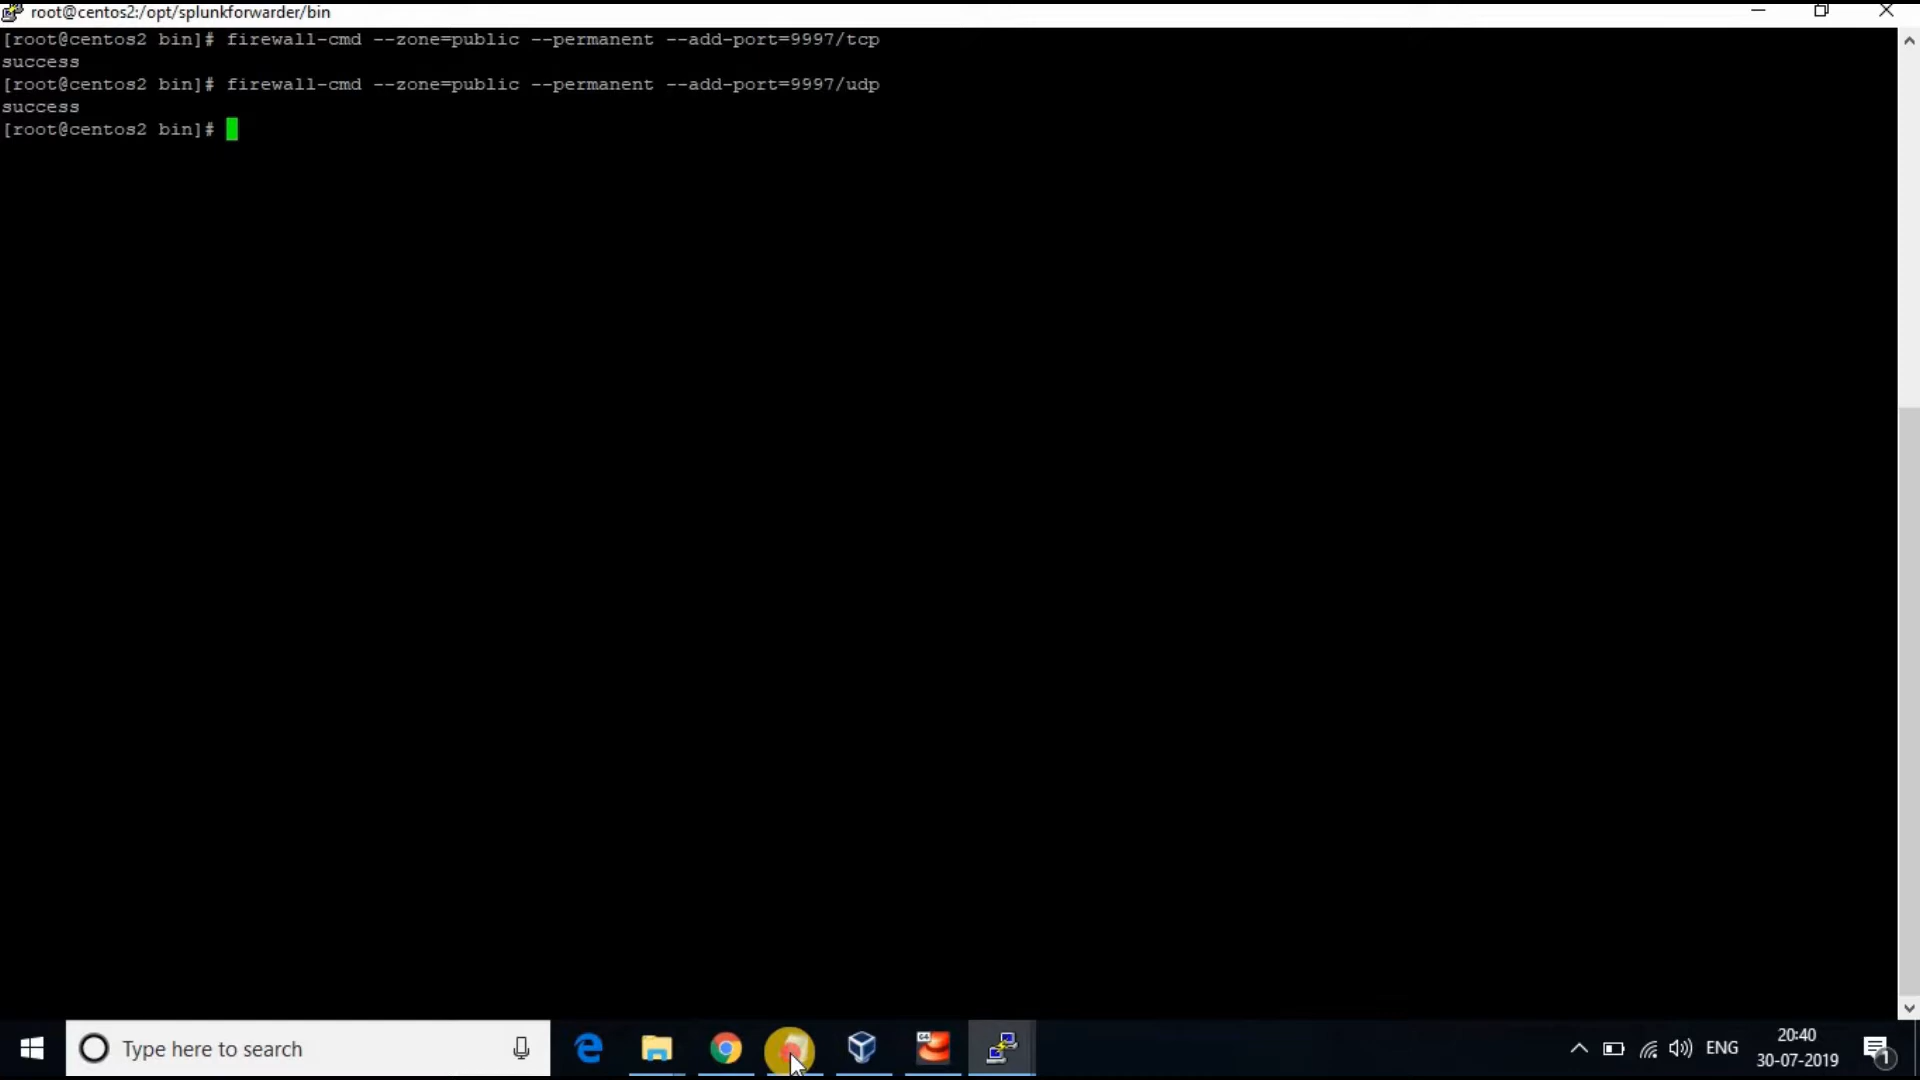 root@centos2:/opt/splunkforwarder/bin
[root@centos2 bin]# firewall-cmd --zone=public --permanent --add-port=9997/tcp
success
[root@centos2 bin]# firewall-cmd --zone=public --permanent --add-port=9997/udp
success
[root@centos2 bin]#
Type here to search
ENG
20:40
30-07-2019
1